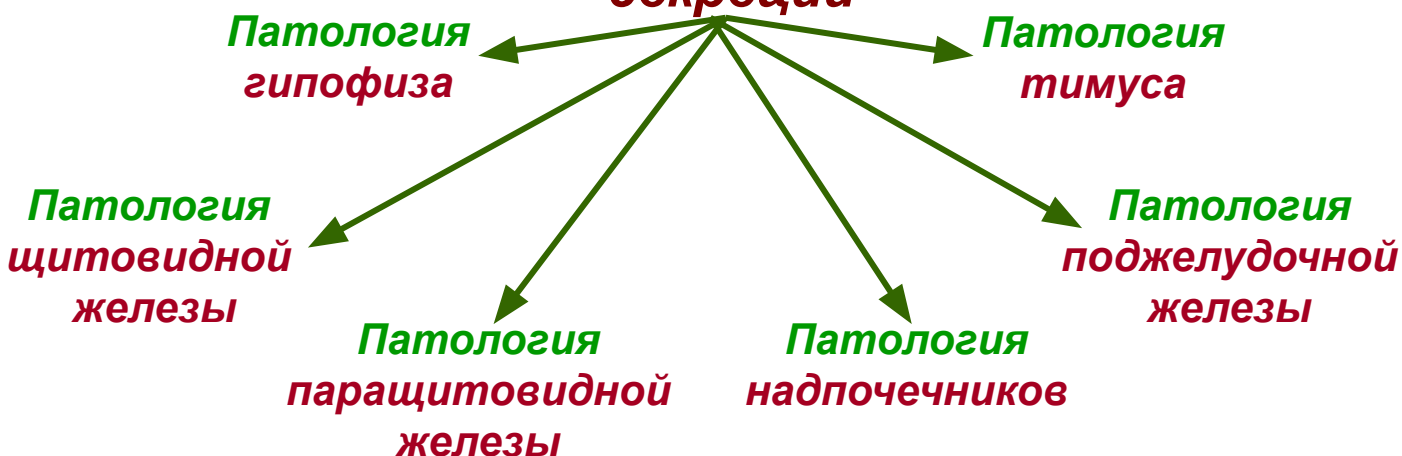 Патология
гипофиза
Патология
тимуса
Патология
щитовидной
железы
Патология
поджелудочной
железы
Патология
паращитовидной
железы
Патология
надпочечников